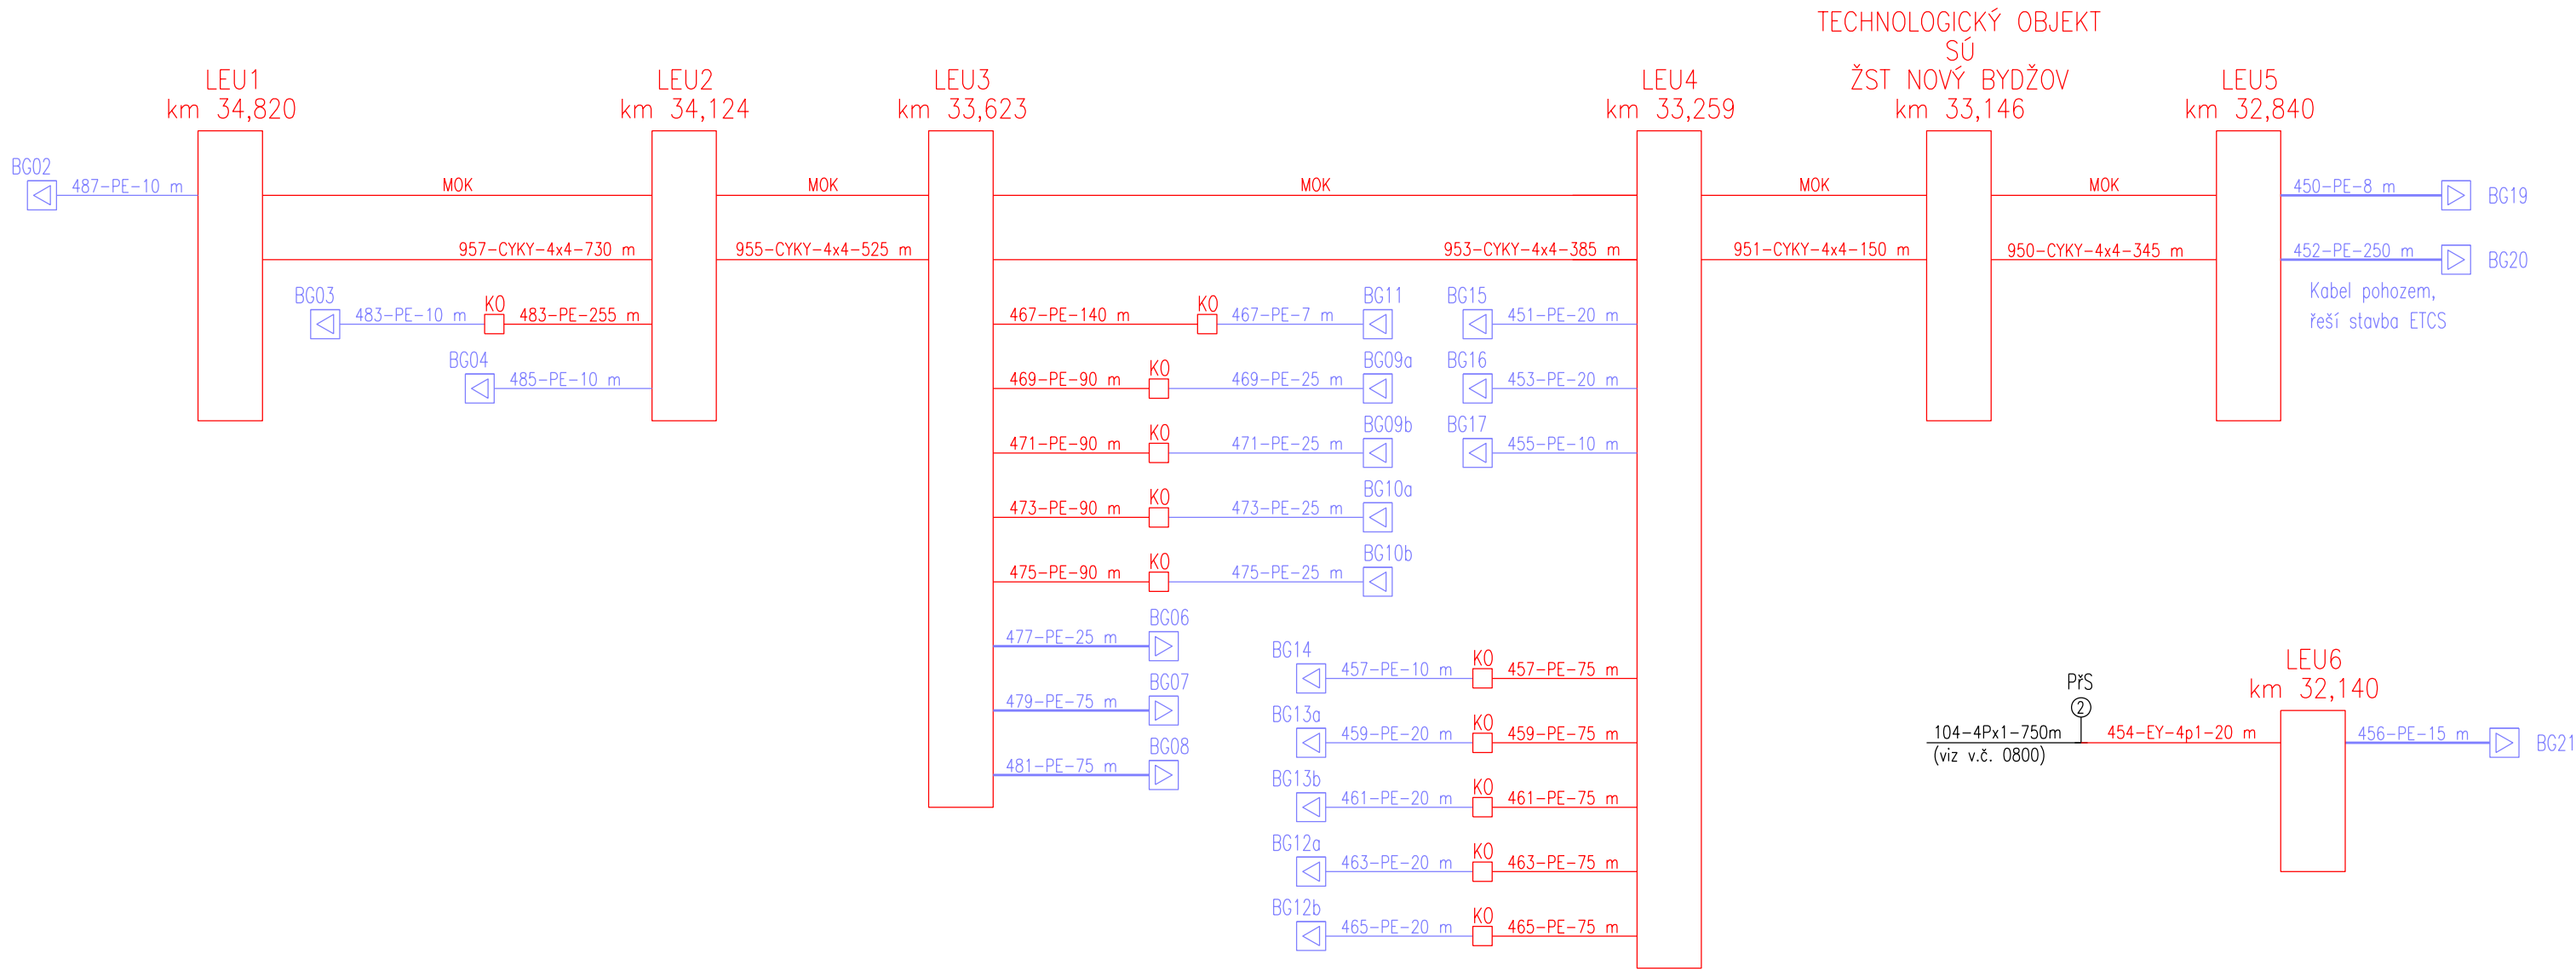 TECHNOLOGICKÝ OBJEKT
SÚ
ŽST NOVÝ BYDŽOV
km 33,146
LEU1
km 34,820
LEU2
km 34,124
LEU3
km 33,623
LEU4
km 33,259
LEU5
km 32,840
BG02
487-PE-10 m
MOK
MOK
MOK
MOK
MOK
450-PE-8 m
BG19
957-CYKY-4x4-730 m
955-CYKY-4x4-525 m
953-CYKY-4x4-385 m
951-CYKY-4x4-150 m
950-CYKY-4x4-345 m
452-PE-250 m
BG20
Kabel pohozem,
řeší stavba ETCS
BG03
483-PE-10 m
KO
483-PE-255 m
BG04
485-PE-10 m
467-PE-140 m
KO
467-PE-7 m
BG11
469-PE-90 m
KO
469-PE-25 m
BG09a
471-PE-90 m
KO
471-PE-25 m
BG09b
473-PE-90 m
KO
473-PE-25 m
BG10a
475-PE-90 m
KO
475-PE-25 m
BG10b
477-PE-25 m
BG06
479-PE-75 m
BG07
481-PE-75 m
BG08
BG15
451-PE-20 m
BG16
453-PE-20 m
BG17
455-PE-10 m
BG14
457-PE-10 m
KO
457-PE-75 m
BG13a
459-PE-20 m
KO
459-PE-75 m
BG13b
461-PE-20 m
KO
461-PE-75 m
BG12a
463-PE-20 m
KO
463-PE-75 m
BG12b
465-PE-20 m
KO
465-PE-75 m
LEU6
km 32,140
PřS
2
104-4Px1-750m
(viz v.č. 0800)
454-EY-4p1-20 m
456-PE-15 m
BG21